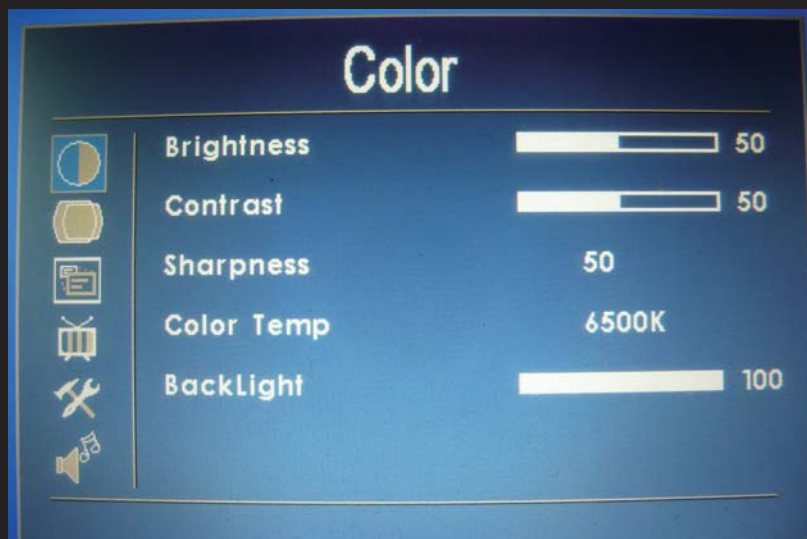 Color
Brightness 50
Contrast 50
Sharpness 50
Color Temp 6500K
BackLight 100